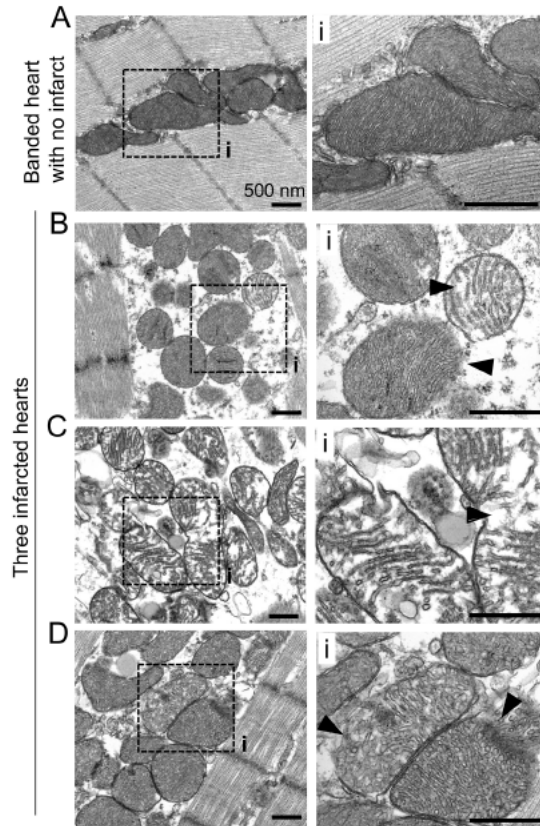 A
i
Banded heart
with no infarct
i
500 nm
B
i
i
Three infarcted hearts
C
i
i
D
i
i